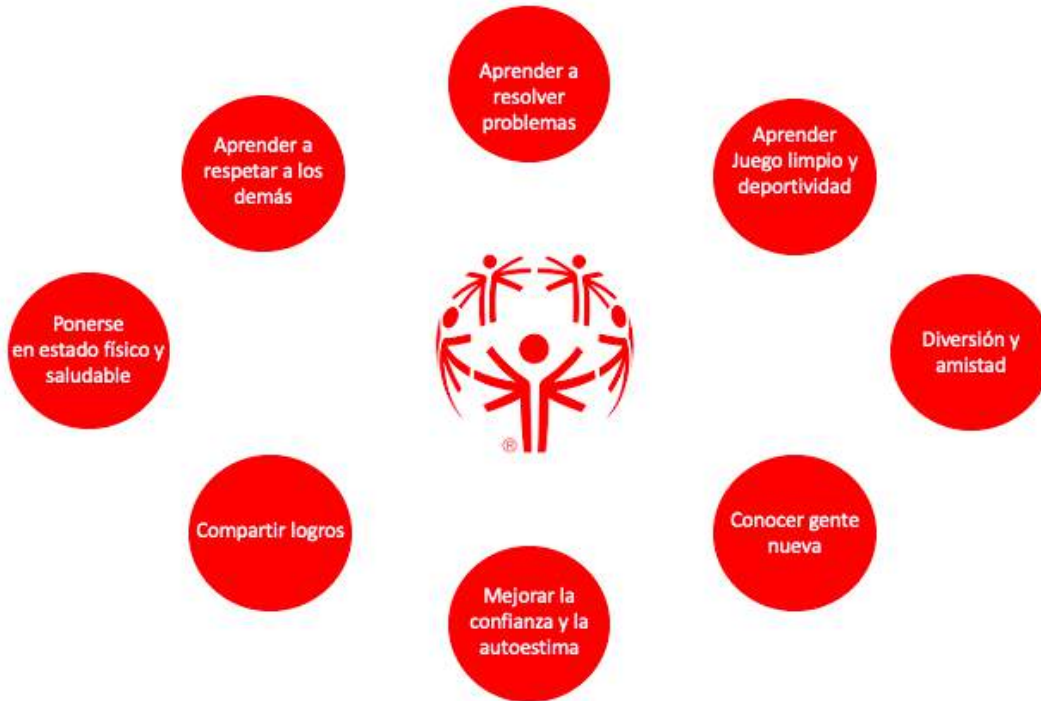 Aprender a
resolver
problemas
Aprender
Juego limpio y
deportividad
Diversión y
amistad
Conocer gente
nueva
Mejorar la
confianza y la
autoestima
Compartir logros
Ponerse
en estado físico y
saludable
Aprender a
respetar a los
demás
®